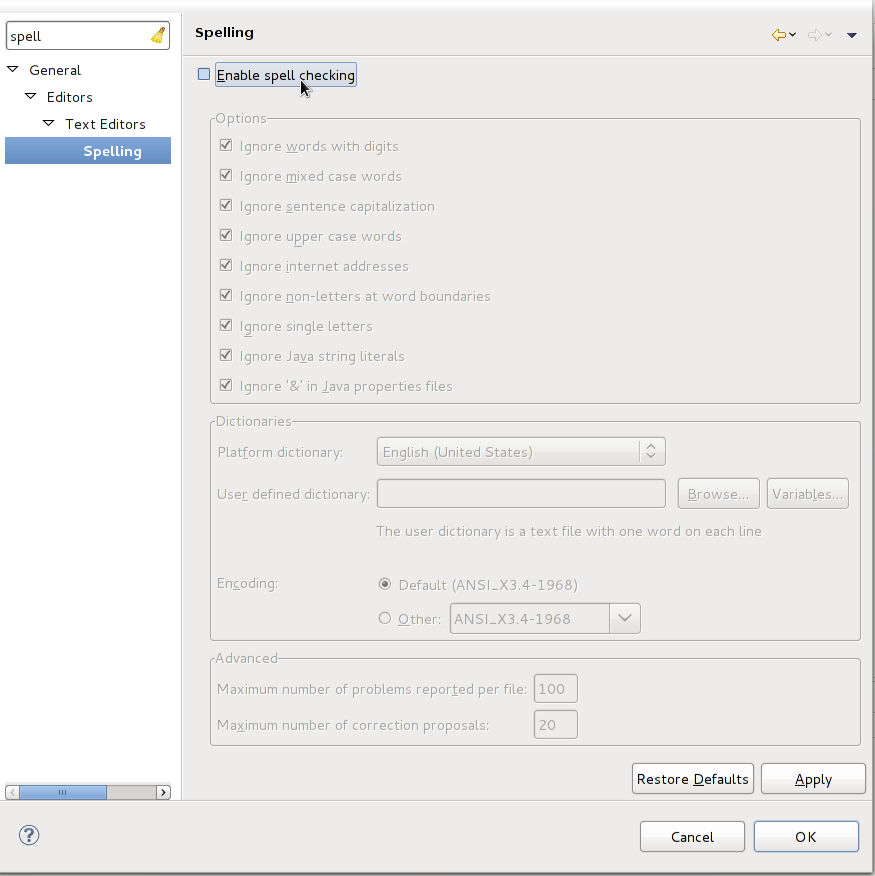 spell
Spelling
General
Editors
Text Editors
Spelling
Enable spell checking
Options
Ignore words with digits
Ignore mixed case words
Ignore sentence capitalization
Ignore upper case words
Ignore internet addresses
Ignore non-letters at word boundaries
Ignore single letters
Ignore Java string literals
Ignore '&' in Java properties files
Dictionaries
Platform dictionary: English (United States)
User defined dictionary: Browse... Variables...
The user dictionary is a text file with one word on each line
Encoding: Default (ANSI_X3.4-1968)
Other: ANSI_X3.4-1968
Advanced
Maximum number of problems reported per file: 100
Maximum number of correction proposals: 20
Restore Defaults Apply
? Cancel OK